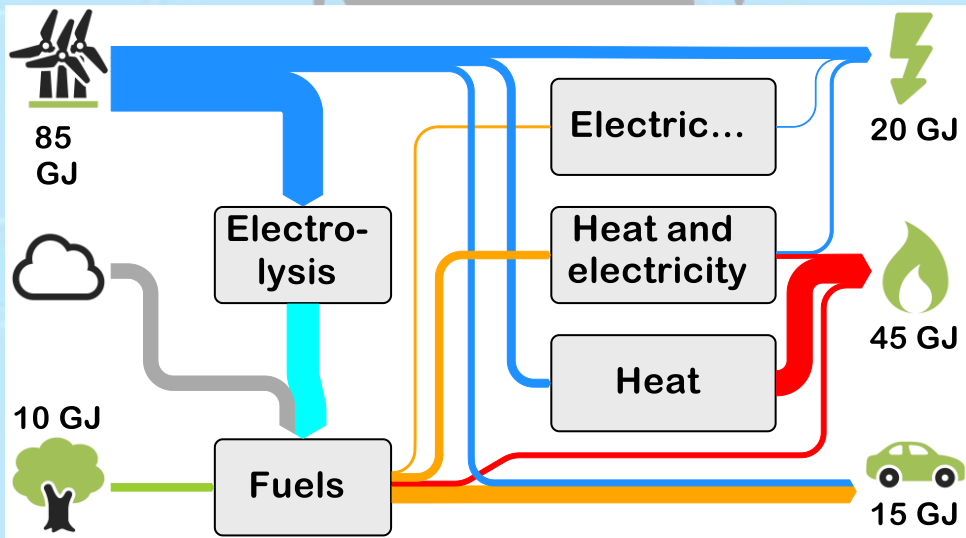 85
GJ
20 GJ
Electric...
Electro-
lysis
Heat and
electricity
45 GJ
Heat
10 GJ
Fuels
15 GJ